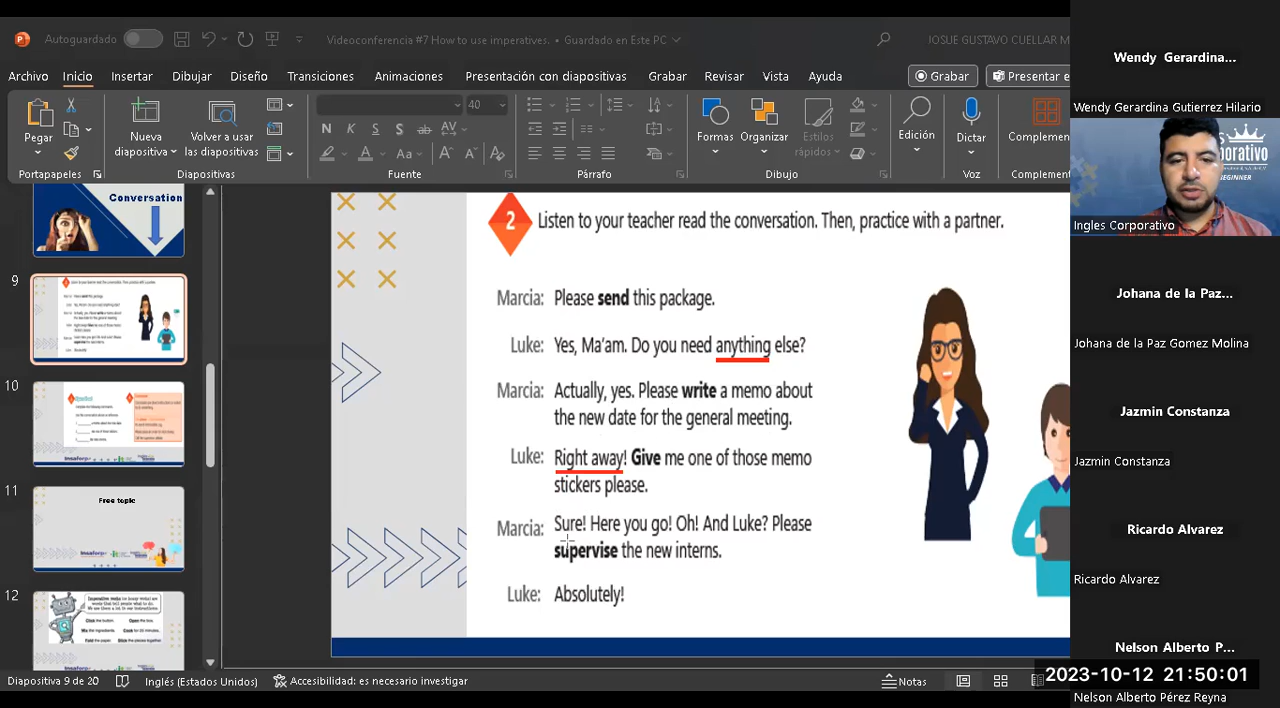 Autoguardado
Videoconferencia #7 How to use imperatives. • Guardado en Este PC
JOSUE GUSTAVO CUELLAR M
Archivo Inicio Insertar Dibujar Diseño Transiciones Animaciones Presentación con diapositivas Grabar Revisar Vista Ayuda
Grabar
Presentar e
40
Pegar
Nueva diapositiva
Volver a usar las diapositivas
N K S S ab AV
Aa A A
Formas Organizar Estilos rápidos
Edición
Dictar
Complemen
Portapapeles Diapositivas Fuente Párrafo Dibujo Voz Complement
Conversation
9
10
11
Free topic
12
2 Listen to your teacher read the conversation. Then, practice with a partner.
Marcia: Please send this package.
Luke: Yes, Ma'am. Do you need anything else?
Marcia: Actually, yes. Please write a memo about
the new date for the general meeting.
Luke: Right away! Give me one of those memo
stickers please.
Marcia: Sure! Here you go! Oh! And Luke? Please
supervise the new interns.
Luke: Absolutely!
Diapositiva 9 de 20
Inglés (Estados Unidos)
Accesibilidad: es necesario investigar
Notas
Wendy Gerardina...
Wendy Gerardina Gutierrez Hilario
Ingles Corporativo
Johana de la Paz...
Johana de la Paz Gomez Molina
Jazmin Constanza
Jazmin Constanza
Ricardo Alvarez
Ricardo Alvarez
Nelson Alberto P...
2023-10-12 21:50:01
Nelson Alberto Pérez Reyna